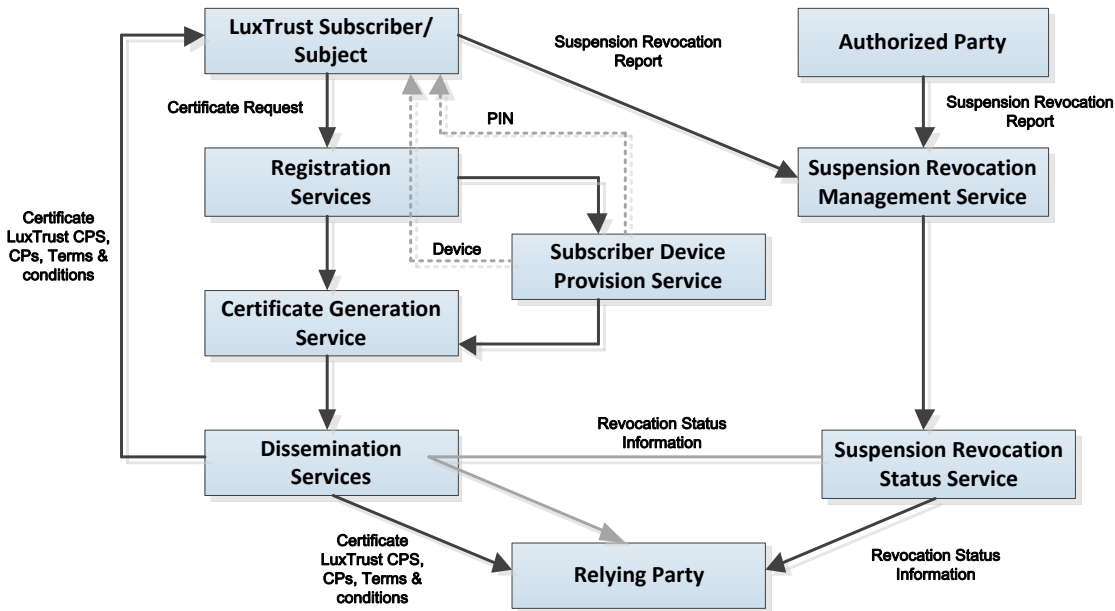 LuxTrust Subscriber/
Subject
Suspension Revocation
Report
Authorized Party
Certificate Request
PIN
Suspension Revocation
Report
Registration
Services
Suspension Revocation
Management Service
Certificate
LuxTrust CPS,
CPs, Terms &
conditions
Device
Subscriber Device
Provision Service
Certificate Generation
Service
Revocation Status
Information
Dissemination
Services
Suspension Revocation
Status Service
Certificate
LuxTrust CPS,
CPs, Terms &
conditions
Relying Party
Revocation Status
Information